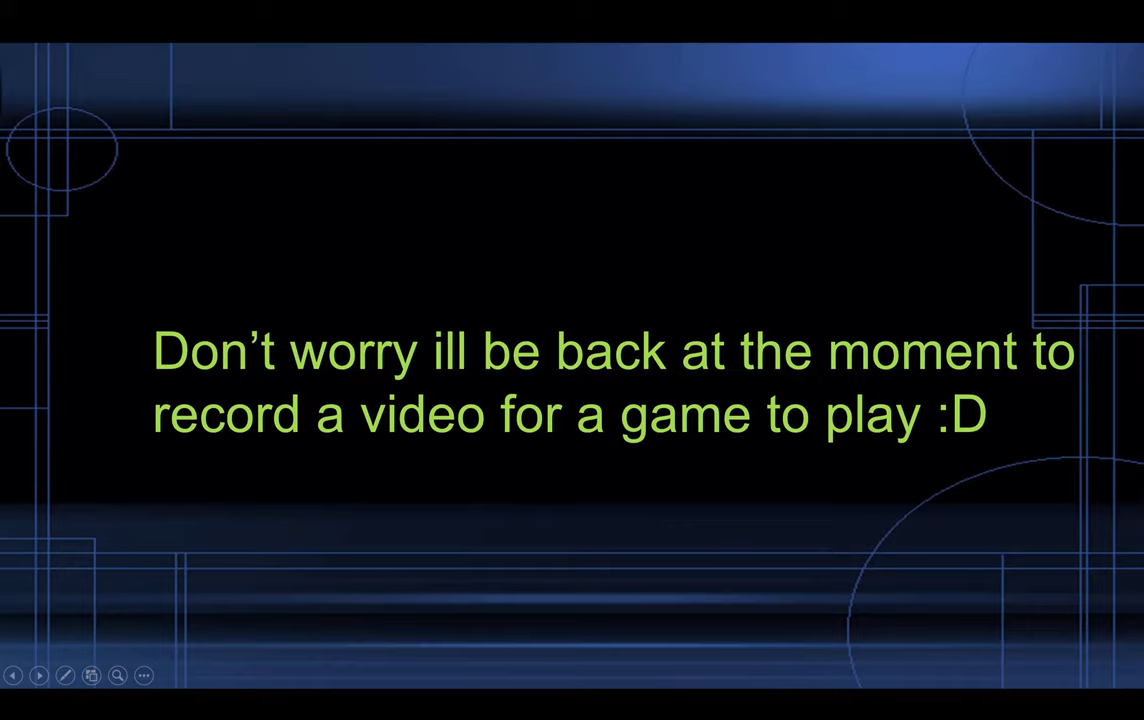 Don’t worry ill be back at the moment to
record a video for a game to play :D